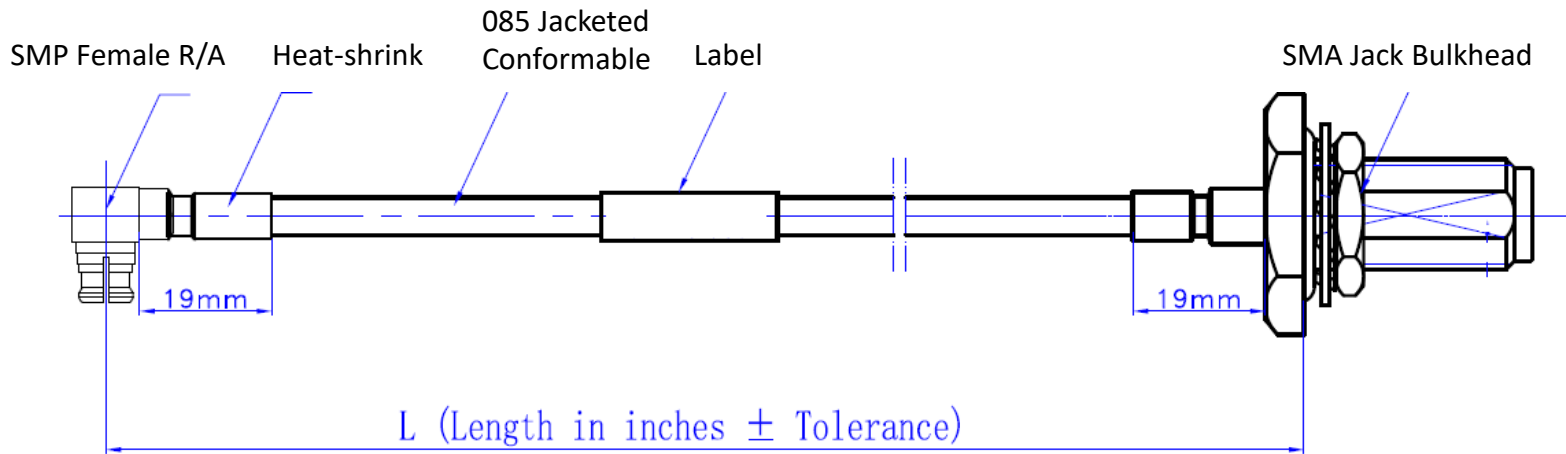 SMP Female R/A
Heat-shrink
085 Jacketed
Conformable
Label
SMA Jack Bulkhead
19mm
19mm
L (Length in inches ± Tolerance)